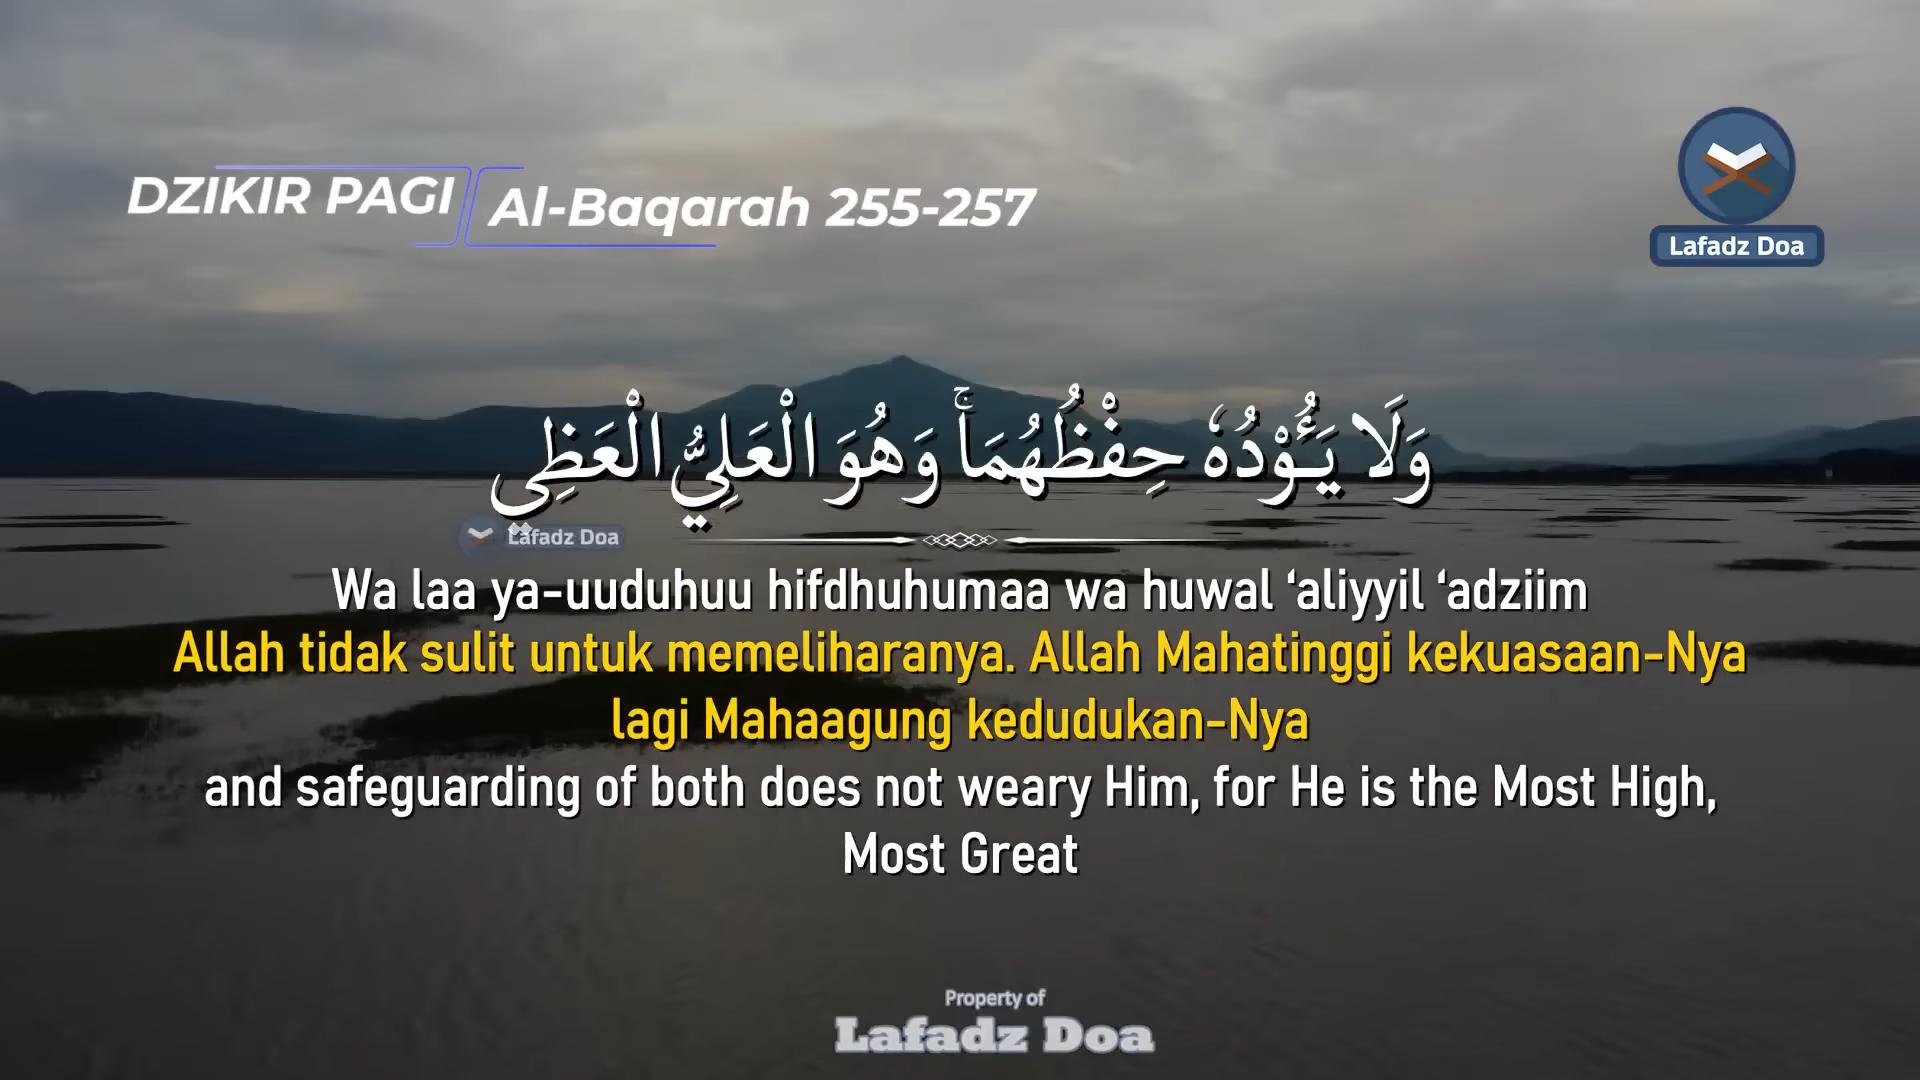 DZIKIR PAGI
Al-Baqarah 255-257
Lafadz Doa
وَلَا يَـُٔوْدُهٗ حِفْظُهُمَاۚ وَهُوَ الْعَلِيُّ الْعَظِيْ
Lafadz Doa
Wa laa ya-uuduhuu hifdhuhumaa wa huwal ‘aliyyil ‘adziim
Allah tidak sulit untuk memeliharanya. Allah Mahatinggi kekuasaan-Nya
lagi Mahaagung kedudukan-Nya
and safeguarding of both does not weary Him, for He is the Most High,
Most Great
Property of
Lafadz Doa